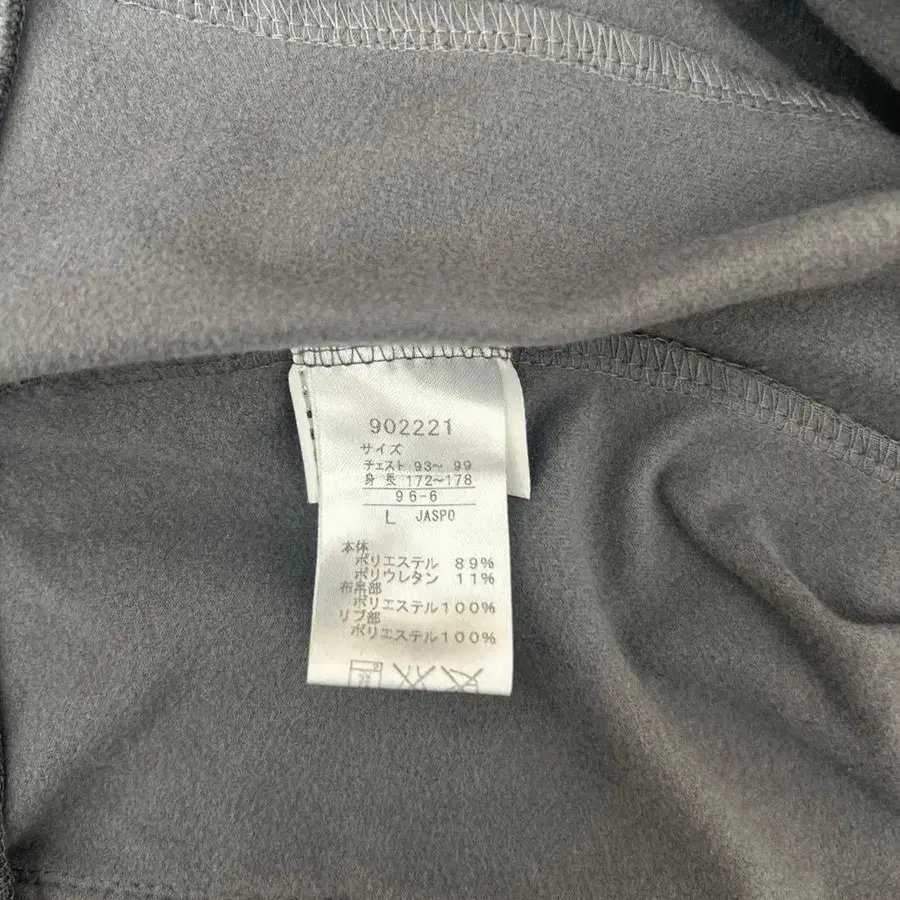 902221
サイズ
チェスト 93～ 99
身 長 172～178
96-6
L JASPO
本体
ポリエステル 89%
ポリウレタン 11%
布帛部
ポリエステル100%
リブ部
ポリエステル100%